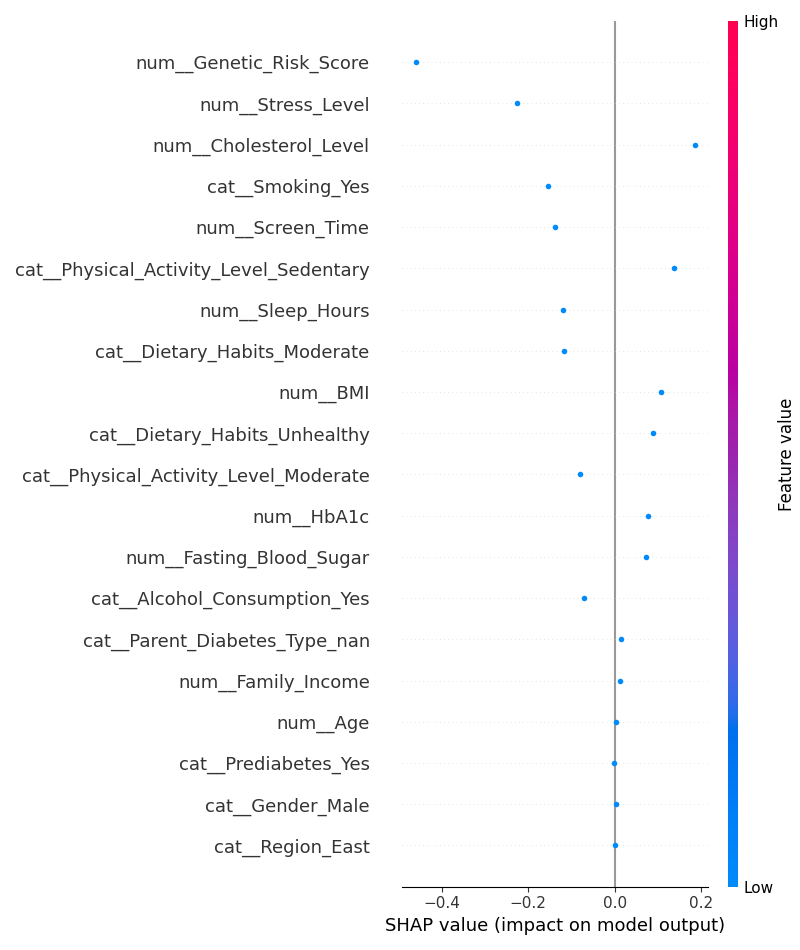 High
num__Genetic_Risk_Score
num__Stress_Level
num__Cholesterol_Level
cat__Smoking_Yes
num__Screen_Time
cat__Physical_Activity_Level_Sedentary
num__Sleep_Hours
cat__Dietary_Habits_Moderate
num__BMI
cat__Dietary_Habits_Unhealthy
cat__Physical_Activity_Level_Moderate
num__HbA1c
num__Fasting_Blood_Sugar
cat__Alcohol_Consumption_Yes
cat__Parent_Diabetes_Type_nan
num__Family_Income
num__Age
cat__Prediabetes_Yes
cat__Gender_Male
cat__Region_East
Feature value
Low
−0.4 −0.2 0.0 0.2
SHAP value (impact on model output)